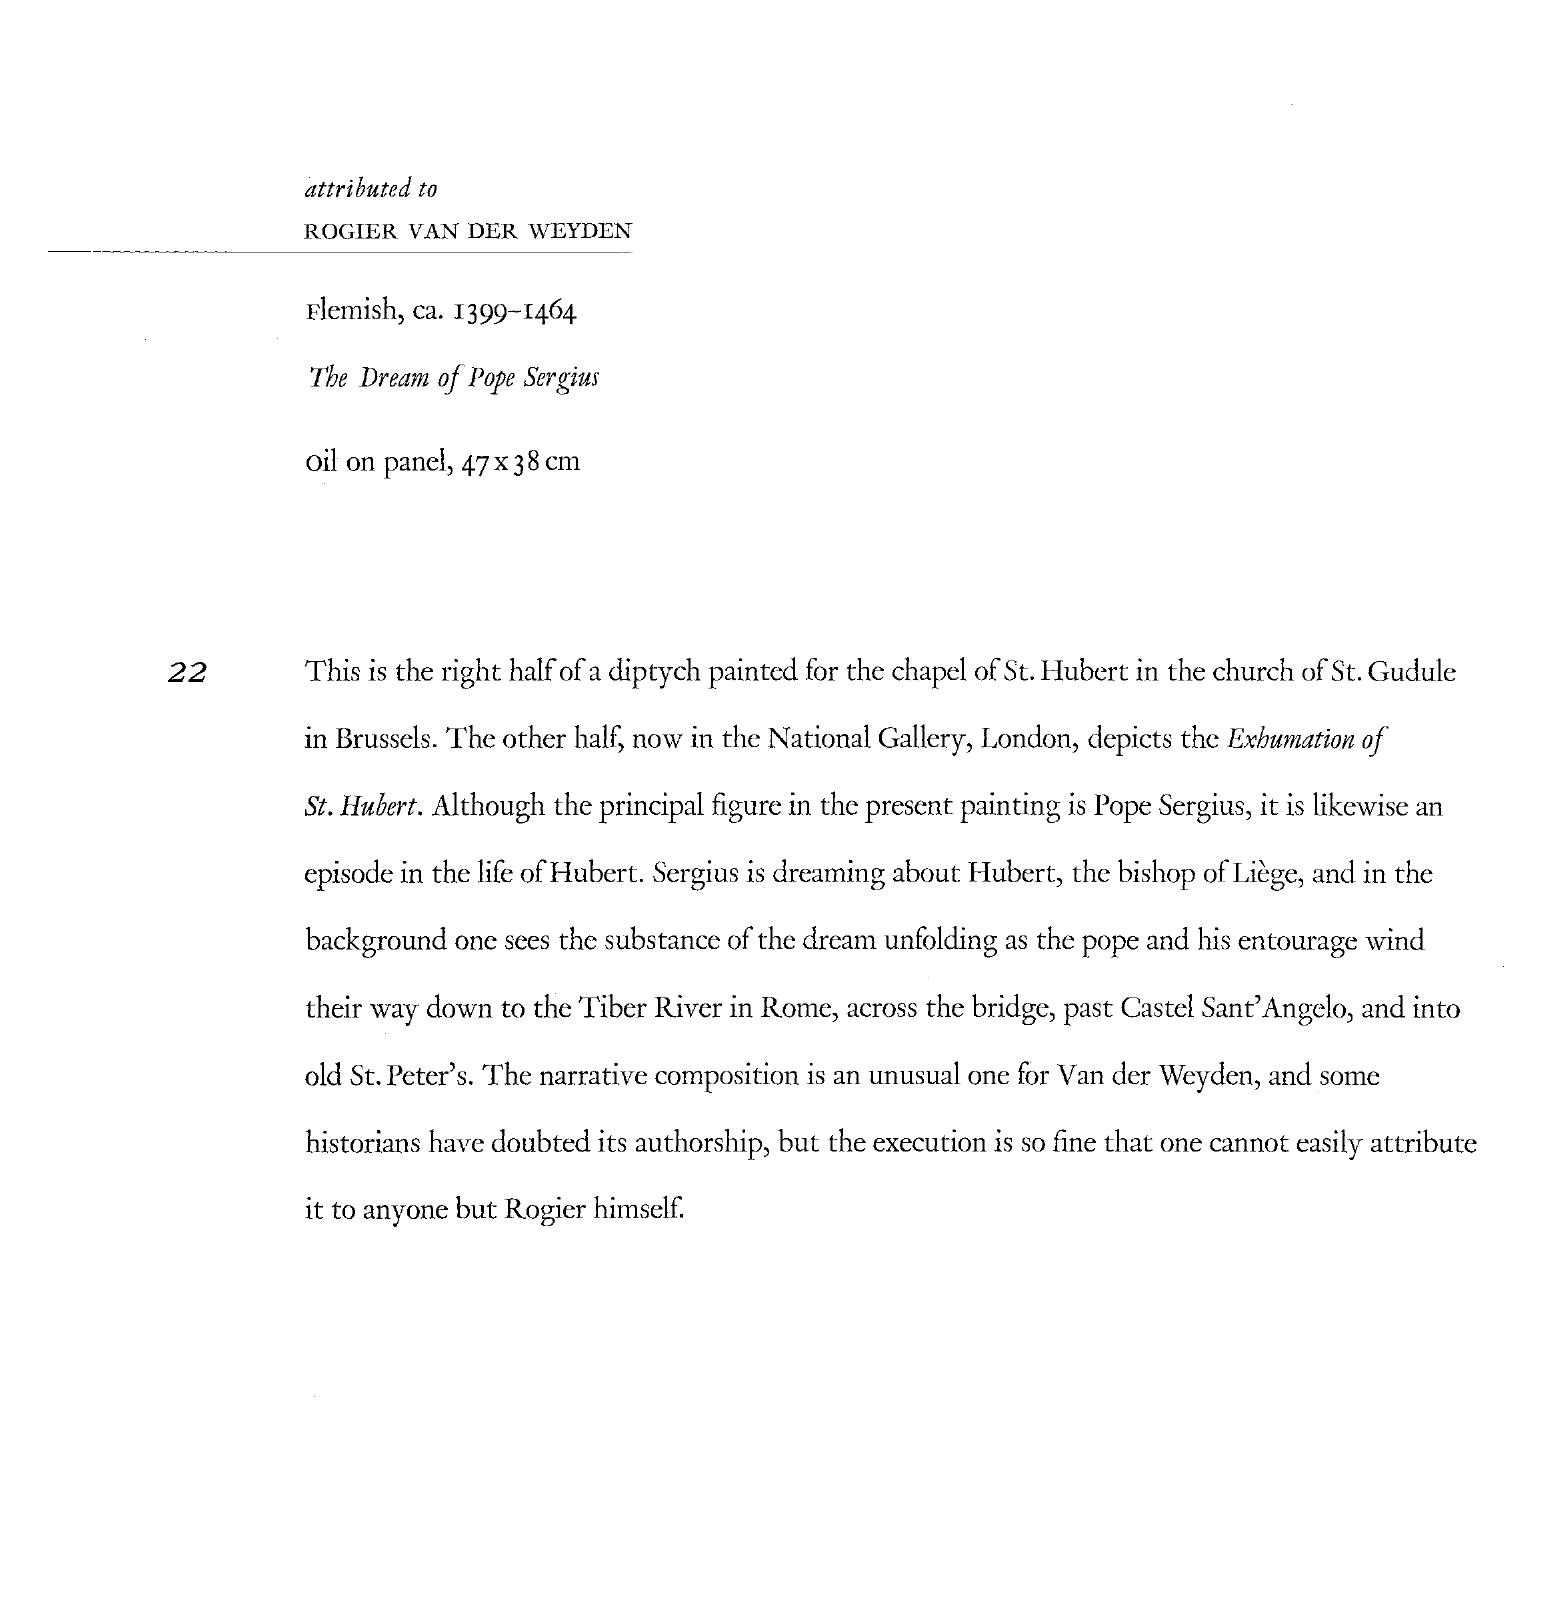 attributed to
ROGIER VAN DER WEYDEN
Flemish, ca. 1399–1464
The Dream of Pope Sergius
Oil on panel, 47 x 38 cm
22
This is the right half of a diptych painted for the chapel of St. Hubert in the church of St. Gudule
in Brussels. The other half, now in the National Gallery, London, depicts the Exhumation of
St. Hubert. Although the principal figure in the present painting is Pope Sergius, it is likewise an
episode in the life of Hubert. Sergius is dreaming about Hubert, the bishop of Liège, and in the
background one sees the substance of the dream unfolding as the pope and his entourage wind
their way down to the Tiber River in Rome, across the bridge, past Castel Sant'Angelo, and into
old St. Peter's. The narrative composition is an unusual one for Van der Weyden, and some
historians have doubted its authorship, but the execution is so fine that one cannot easily attribute
it to anyone but Rogier himself.